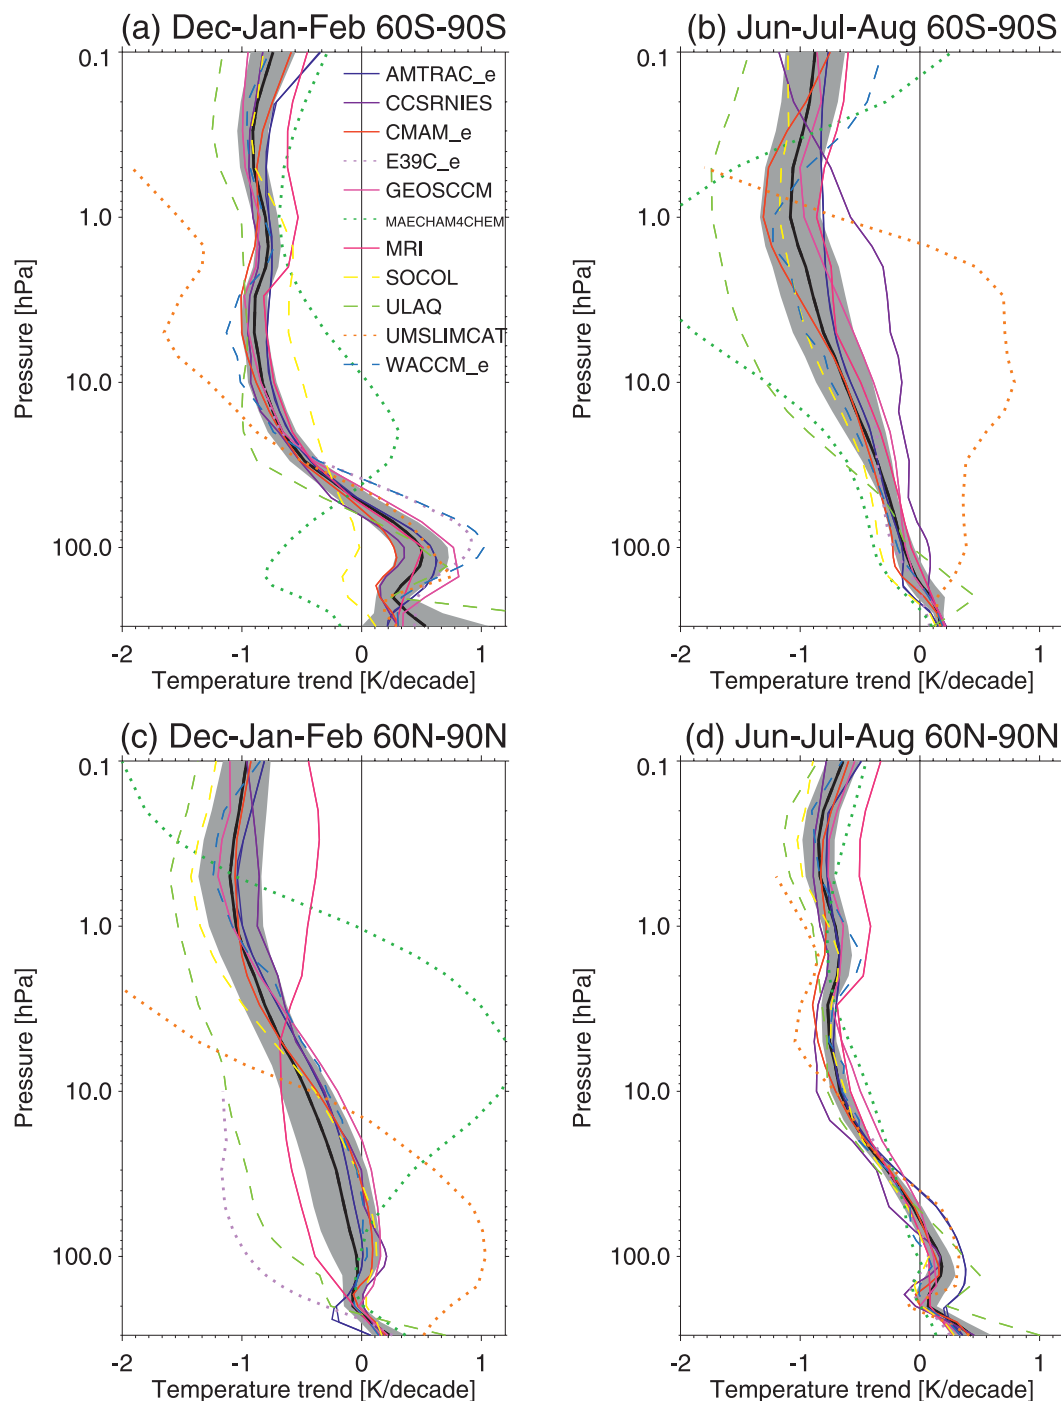 (a) Dec-Jan-Feb 60S-90S
0.1
1.0
10.0
100.0
Pressure [hPa]
AMTRAC_e
CCSRNIES
CMAM_e
E39C_e
GEOSCCM
MAECHAM4CHEM
MRI
SOCOL
ULAQ
UMSLIMCAT
WACCM_e
-2 -1 0 1
Temperature trend [K/decade]
(b) Jun-Jul-Aug 60S-90S
0.1
1.0
10.0
100.0
Pressure [hPa]
-2 -1 0 1
Temperature trend [K/decade]
(c) Dec-Jan-Feb 60N-90N
0.1
1.0
10.0
100.0
Pressure [hPa]
-2 -1 0 1
Temperature trend [K/decade]
(d) Jun-Jul-Aug 60N-90N
0.1
1.0
10.0
100.0
Pressure [hPa]
-2 -1 0 1
Temperature trend [K/decade]